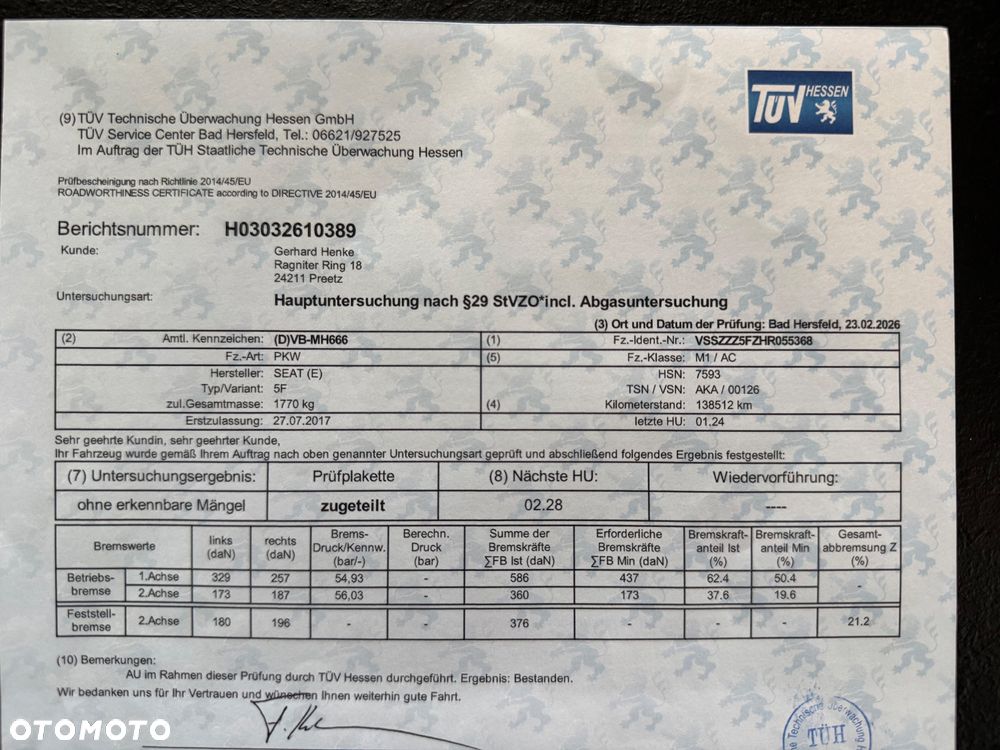 TÜV HESSEN
(9) TÜV Technische Überwachung Hessen GmbH
TÜV Service Center Bad Hersfeld, Tel.: 06621/927525
Im Auftrag der TÜH Staatliche Technische Überwachung Hessen
Prüfbescheinigung nach Richtlinie 2014/45/EU
ROADWORTHINESS CERTIFICATE according to DIRECTIVE 2014/45/EU
Berichtsnummer: H03032610389
Kunde: Gerhard Henke
Ragniter Ring 18
24211 Preetz
Untersuchungsart: Hauptuntersuchung nach §29 StVZO*incl. Abgasuntersuchung
(3) Ort und Datum der Prüfung: Bad Hersfeld, 23.02.2026
(2) Amtl. Kennzeichen: (D)VB-MH666 (1) Fz.-Ident.-Nr.: VSSZZZ5FZHR055368
Fz.-Art: PKW (5) Fz.-Klasse: M1 / AC
Hersteller: SEAT (E) HSN: 7593
Typ/Variant: 5F TSN / VSN: AKA / 00126
zul.Gesamtmasse: 1770 kg (4) Kilometerstand: 138512 km
Erstzulassung: 27.07.2017 letzte HU: 01.24
Sehr geehrte Kundin, sehr geehrter Kunde,
Ihr Fahrzeug wurde gemäß Ihrem Auftrag nach oben genannter Untersuchungsart geprüft und abschließend folgendes Ergebnis festgestellt:
(7) Untersuchungsergebnis: Prüfplakette (8) Nächste HU: Wiedervorführung:
ohne erkennbare Mängel zugeteilt 02.28 ----
Bremswerte links (daN) rechts (daN) Brems-Druck/Kennw. (bar/-) Berechn. Druck (bar) Summe der Bremskräfte ∑FB Ist (daN) Erforderliche Bremskräfte ∑FB Min (daN) Bremskraft-anteil Ist (%) Bremskraft-anteil Min (%) Gesamt-abbremsung Z (%)
Betriebs-bremse 1.Achse 329 257 54,93 - 586 437 62.4 50.4 -
2.Achse 173 187 56,03 - 360 173 37.6 19.6
Feststell-bremse 2.Achse 180 196 - - 376 - - - 21.2
(10) Bemerkungen:
AU im Rahmen dieser Prüfung durch TÜV Hessen durchgeführt. Ergebnis: Bestanden.
Wir bedanken uns für Ihr Vertrauen und wünschen Ihnen weiterhin gute Fahrt.
Technische Überwachung
TÜH
OTOMOTO